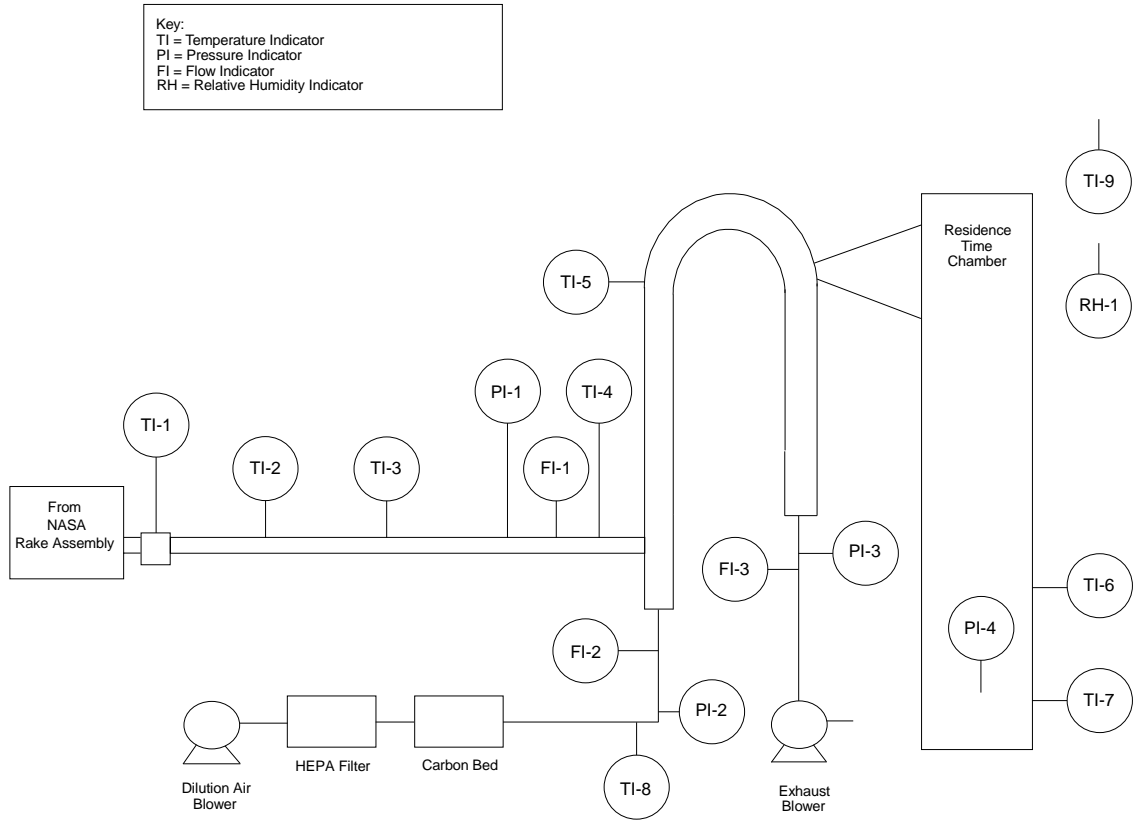 Key:
TI = Temperature Indicator
PI = Pressure Indicator
FI = Flow Indicator
RH = Relative Humidity Indicator
TI-9
Residence
Time
Chamber
TI-5
RH-1
PI-1
TI-4
TI-1
TI-2
TI-3
FI-1
From
NASA
Rake Assembly
FI-3
PI-3
TI-6
PI-4
FI-2
PI-2
TI-7
HEPA Filter
Carbon Bed
Dilution Air
Blower
TI-8
Exhaust
Blower